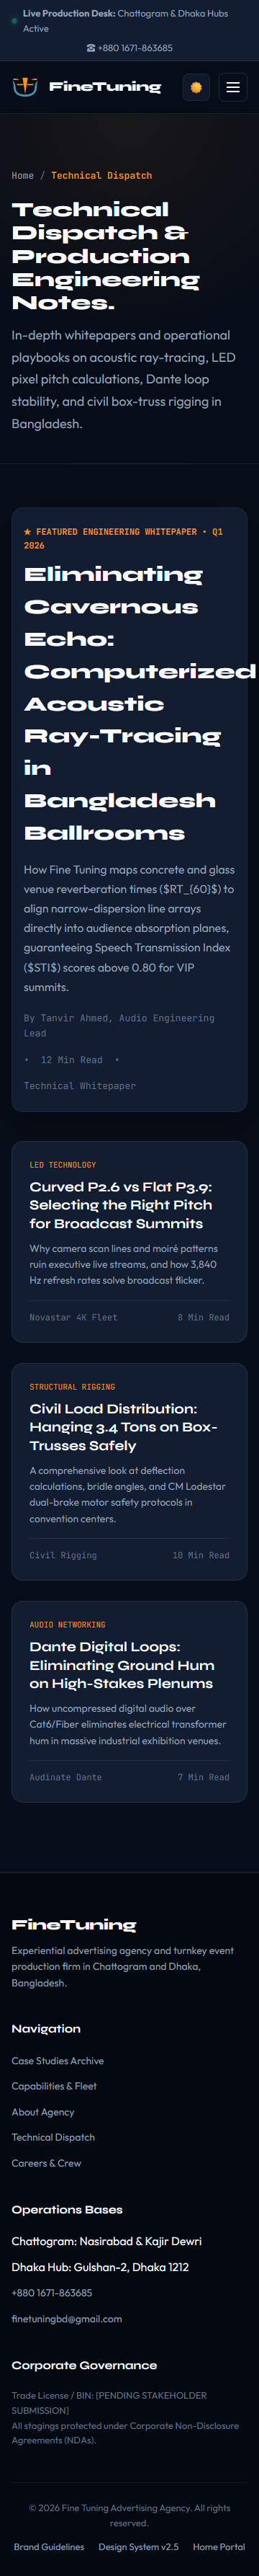 Live Production Desk: Chattogram & Dhaka Hubs
Active
☎ +880 1671-863685
FineTuning
Home / Technical Dispatch
Technical
Dispatch &
Production
Engineering
Notes.
In-depth whitepapers and operational
playbooks on acoustic ray-tracing, LED
pixel pitch calculations, Dante loop
stability, and civil box-truss rigging in
Bangladesh.
★ FEATURED ENGINEERING WHITEPAPER • Q1
2026
Eliminating
Cavernous
Echo:
Computerized
Acoustic
Ray-Tracing
in
Bangladesh
Ballrooms
How Fine Tuning maps concrete and glass
venue reverberation times ($RT_{60}$) to
align narrow-dispersion line arrays
directly into audience absorption planes,
guaranteeing Speech Transmission Index
($STI$) scores above 0.80 for VIP
summits.
By Tanvir Ahmed, Audio Engineering
Lead
• 12 Min Read •
Technical Whitepaper
LED TECHNOLOGY
Curved P2.6 vs Flat P3.9:
Selecting the Right Pitch
for Broadcast Summits
Why camera scan lines and moiré patterns
ruin executive live streams, and how 3,840
Hz refresh rates solve broadcast flicker.
Novastar 4K Fleet 8 Min Read
STRUCTURAL RIGGING
Civil Load Distribution:
Hanging 3.4 Tons on Box-
Trusses Safely
A comprehensive look at deflection
calculations, bridle angles, and CM Lodestar
dual-brake motor safety protocols in
convention centers.
Civil Rigging 10 Min Read
AUDIO NETWORKING
Dante Digital Loops:
Eliminating Ground Hum
on High-Stakes Plenums
How uncompressed digital audio over
Cat6/Fiber eliminates electrical transformer
hum in massive industrial exhibition venues.
Audinate Dante 7 Min Read
FineTuning
Experiential advertising agency and turnkey event
production firm in Chattogram and Dhaka,
Bangladesh.
Navigation
Case Studies Archive
Capabilities & Fleet
About Agency
Technical Dispatch
Careers & Crew
Operations Bases
Chattogram: Nasirabad & Kajir Dewri
Dhaka Hub: Gulshan-2, Dhaka 1212
+880 1671-863685
finetuningbd@gmail.com
Corporate Governance
Trade License / BIN: [PENDING STAKEHOLDER
SUBMISSION]
All stagings protected under Corporate Non-Disclosure
Agreements (NDAs).
© 2026 Fine Tuning Advertising Agency. All rights
reserved.
Brand Guidelines Design System v2.5 Home Portal